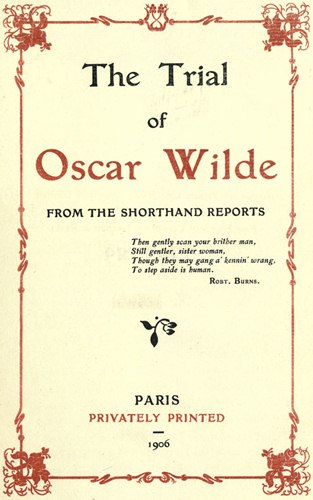 The Trial
of
Oscar Wilde
FROM THE SHORTHAND REPORTS
Then gently scan your brither man,
Still gentler, sister woman,
Though they may gang a' kennin' wrang,
To step aside is human.
ROBT. BURNS.
PARIS
PRIVATELY PRINTED
—
1906